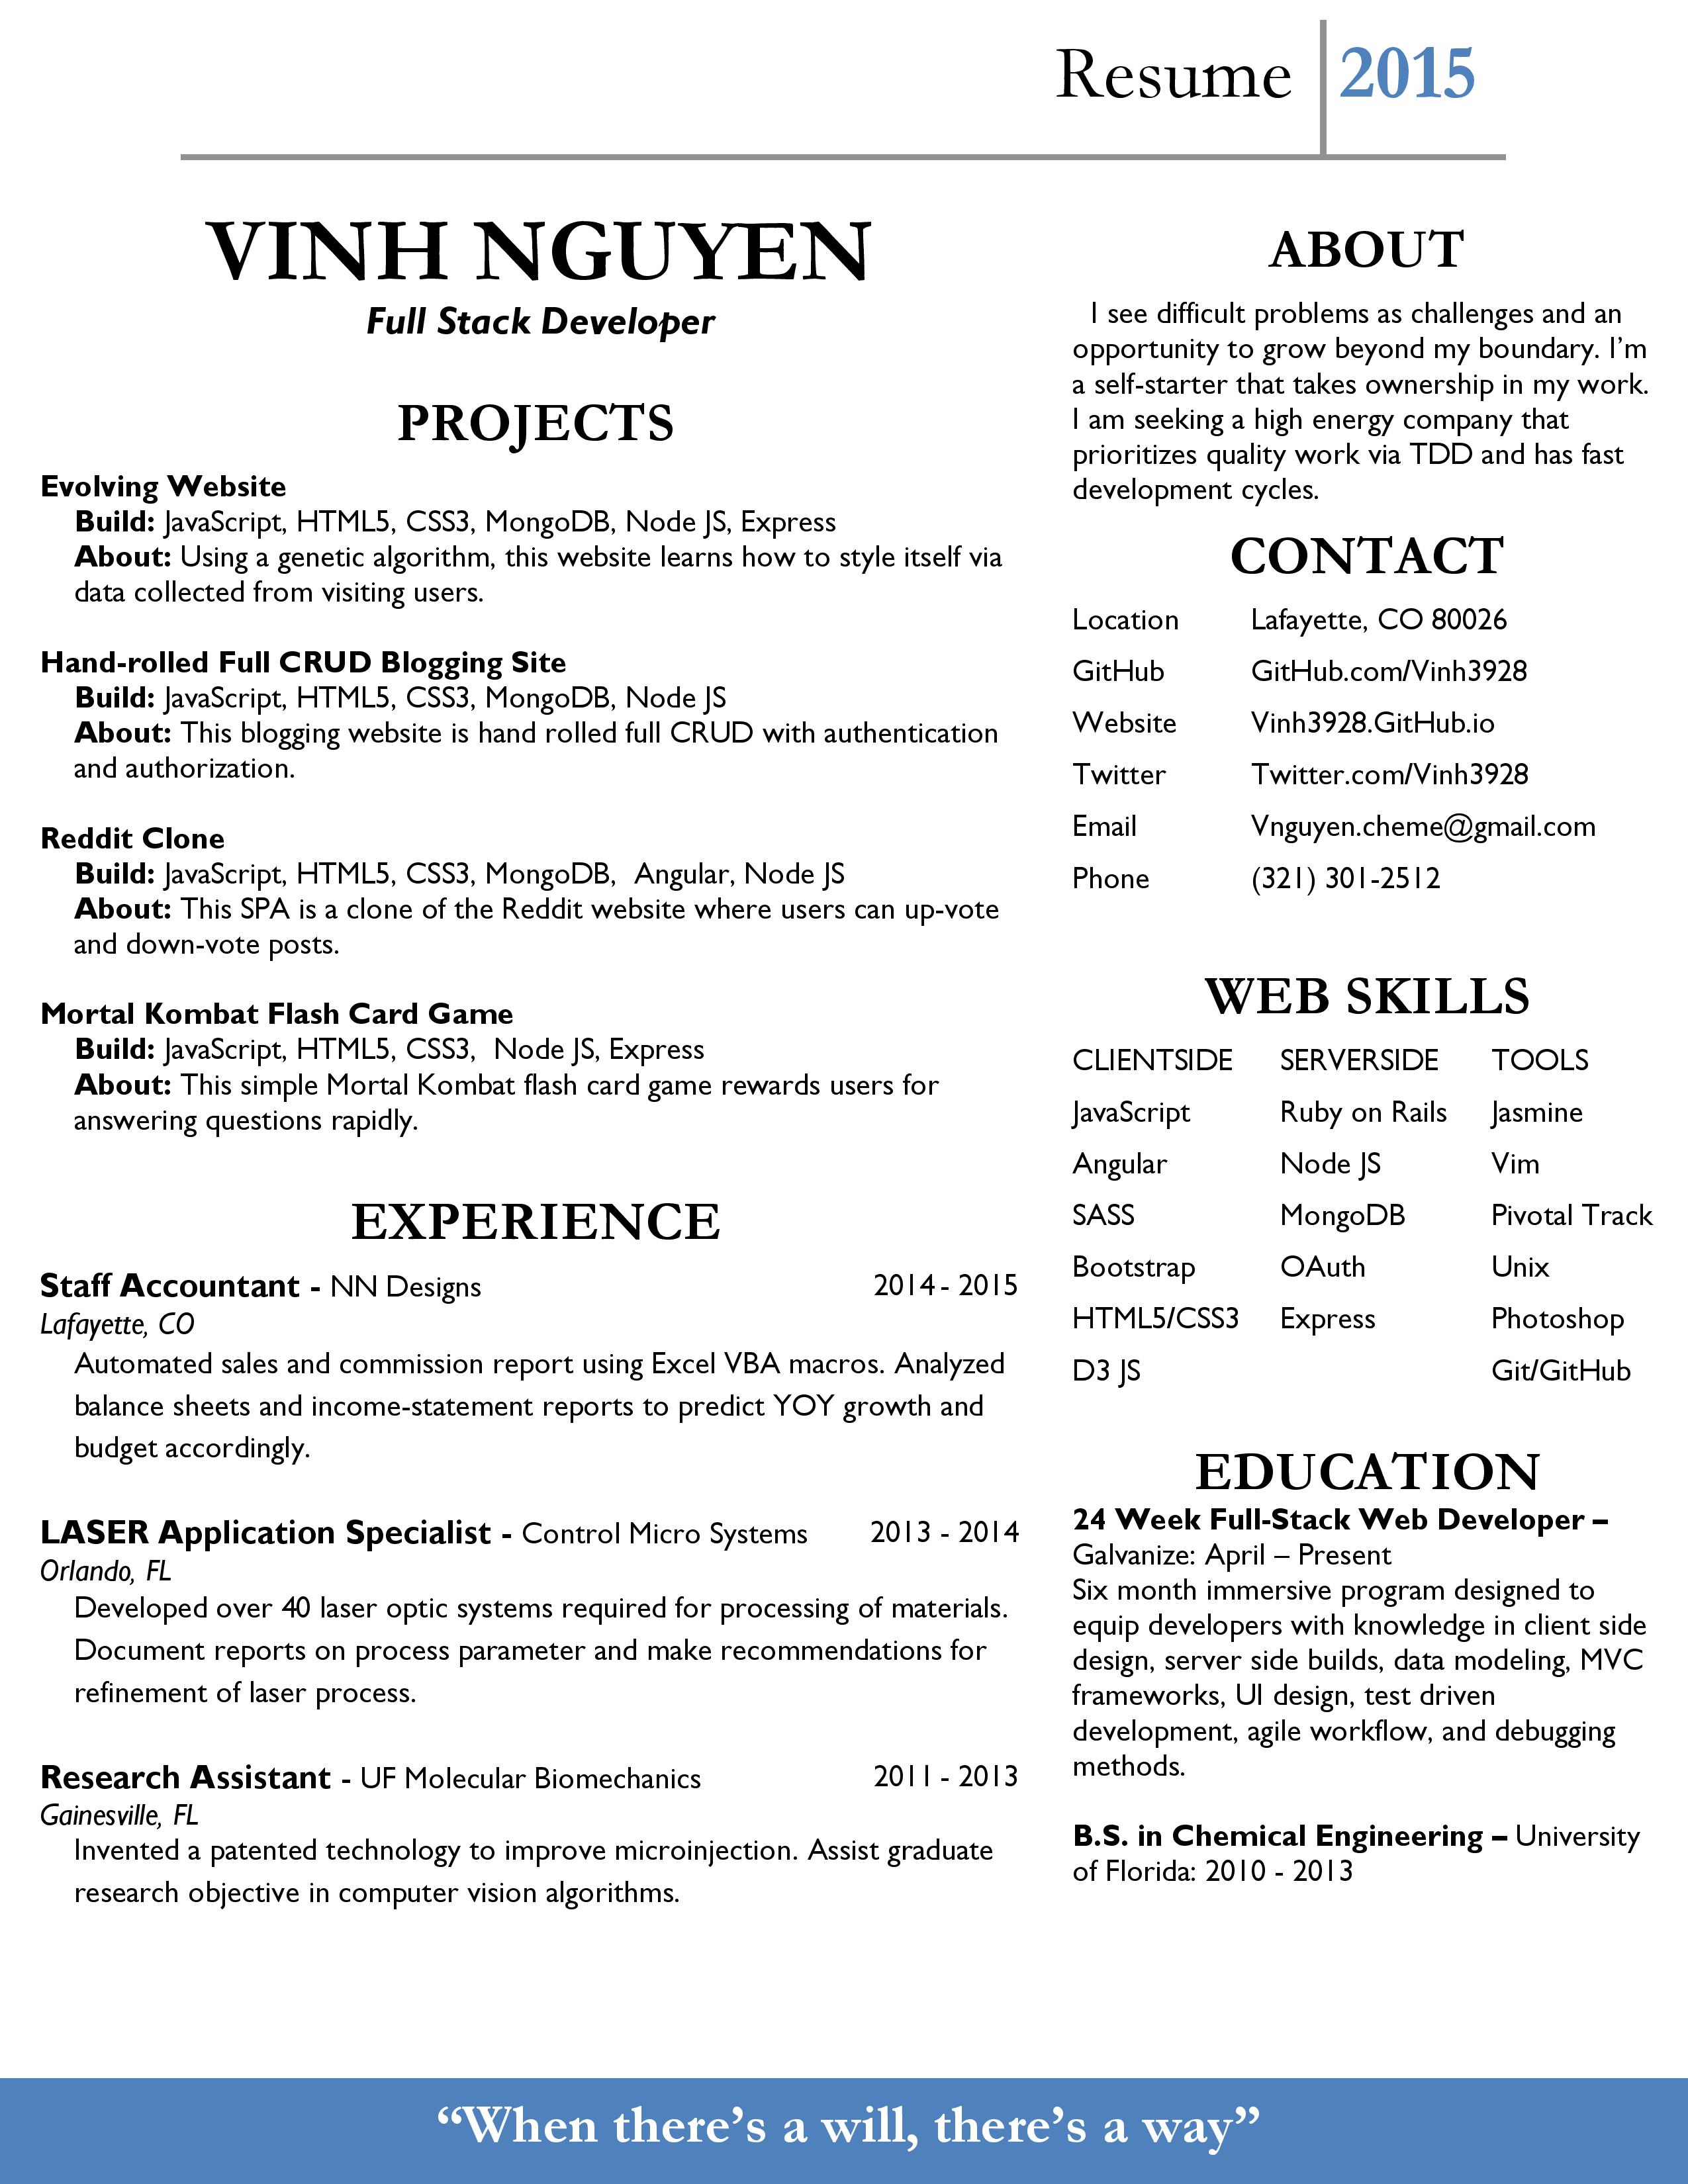 Resume 2015
VINH NGUYEN
Full Stack Developer
PROJECTS
Evolving Website
Build: JavaScript, HTML5, CSS3, MongoDB, Node JS, Express
About: Using a genetic algorithm, this website learns how to style itself via
data collected from visiting users.
Hand-rolled Full CRUD Blogging Site
Build: JavaScript, HTML5, CSS3, MongoDB, Node JS
About: This blogging website is hand rolled full CRUD with authentication
and authorization.
Reddit Clone
Build: JavaScript, HTML5, CSS3, MongoDB, Angular, Node JS
About: This SPA is a clone of the Reddit website where users can up-vote
and down-vote posts.
Mortal Kombat Flash Card Game
Build: JavaScript, HTML5, CSS3, Node JS, Express
About: This simple Mortal Kombat flash card game rewards users for
answering questions rapidly.
EXPERIENCE
Staff Accountant - NN Designs 2014 - 2015
Lafayette, CO
Automated sales and commission report using Excel VBA macros. Analyzed
balance sheets and income-statement reports to predict YOY growth and
budget accordingly.
LASER Application Specialist - Control Micro Systems 2013 - 2014
Orlando, FL
Developed over 40 laser optic systems required for processing of materials.
Document reports on process parameter and make recommendations for
refinement of laser process.
Research Assistant - UF Molecular Biomechanics 2011 - 2013
Gainesville, FL
Invented a patented technology to improve microinjection. Assist graduate
research objective in computer vision algorithms.
ABOUT
I see difficult problems as challenges and an
opportunity to grow beyond my boundary. I’m
a self-starter that takes ownership in my work.
I am seeking a high energy company that
prioritizes quality work via TDD and has fast
development cycles.
CONTACT
Location Lafayette, CO 80026
GitHub GitHub.com/Vinh3928
Website Vinh3928.GitHub.io
Twitter Twitter.com/Vinh3928
Email Vnguyen.cheme@gmail.com
Phone (321) 301-2512
WEB SKILLS
CLIENTSIDE SERVERSIDE TOOLS
JavaScript Ruby on Rails Jasmine
Angular Node JS Vim
SASS MongoDB Pivotal Track
Bootstrap OAuth Unix
HTML5/CSS3 Express Photoshop
D3 JS Git/GitHub
EDUCATION
24 Week Full-Stack Web Developer –
Galvanize: April – Present
Six month immersive program designed to
equip developers with knowledge in client side
design, server side builds, data modeling, MVC
frameworks, UI design, test driven
development, agile workflow, and debugging
methods.
B.S. in Chemical Engineering – University
of Florida: 2010 - 2013
“When there’s a will, there’s a way”